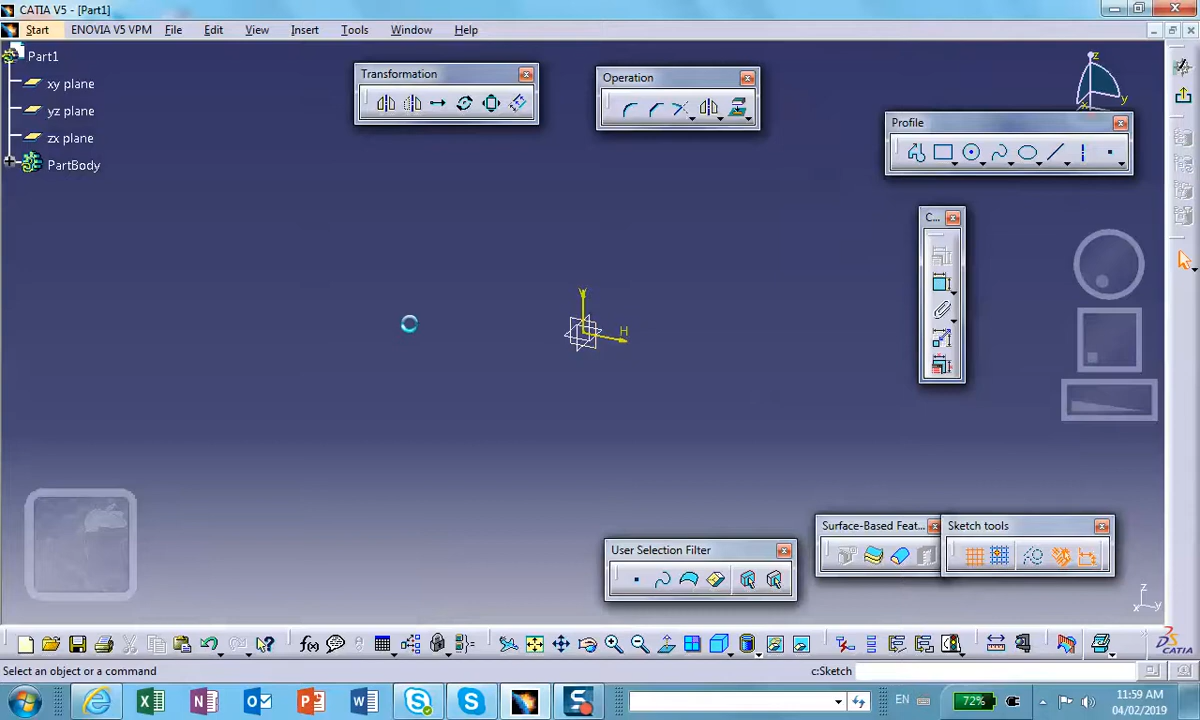 CATIA V5 - [Part1]
Start ENOVIA V5 VPM File Edit View Insert Tools Window Help
Part1
xy plane
yz plane
zx plane
PartBody
Transformation
Operation
Profile
C...
z
y
x
V
H
User Selection Filter
Surface-Based Feat...
Sketch tools
z
x y
f(x)
Select an object or a command
c:Sketch
CATIA
EN
72%
11:59 AM
04/02/2019